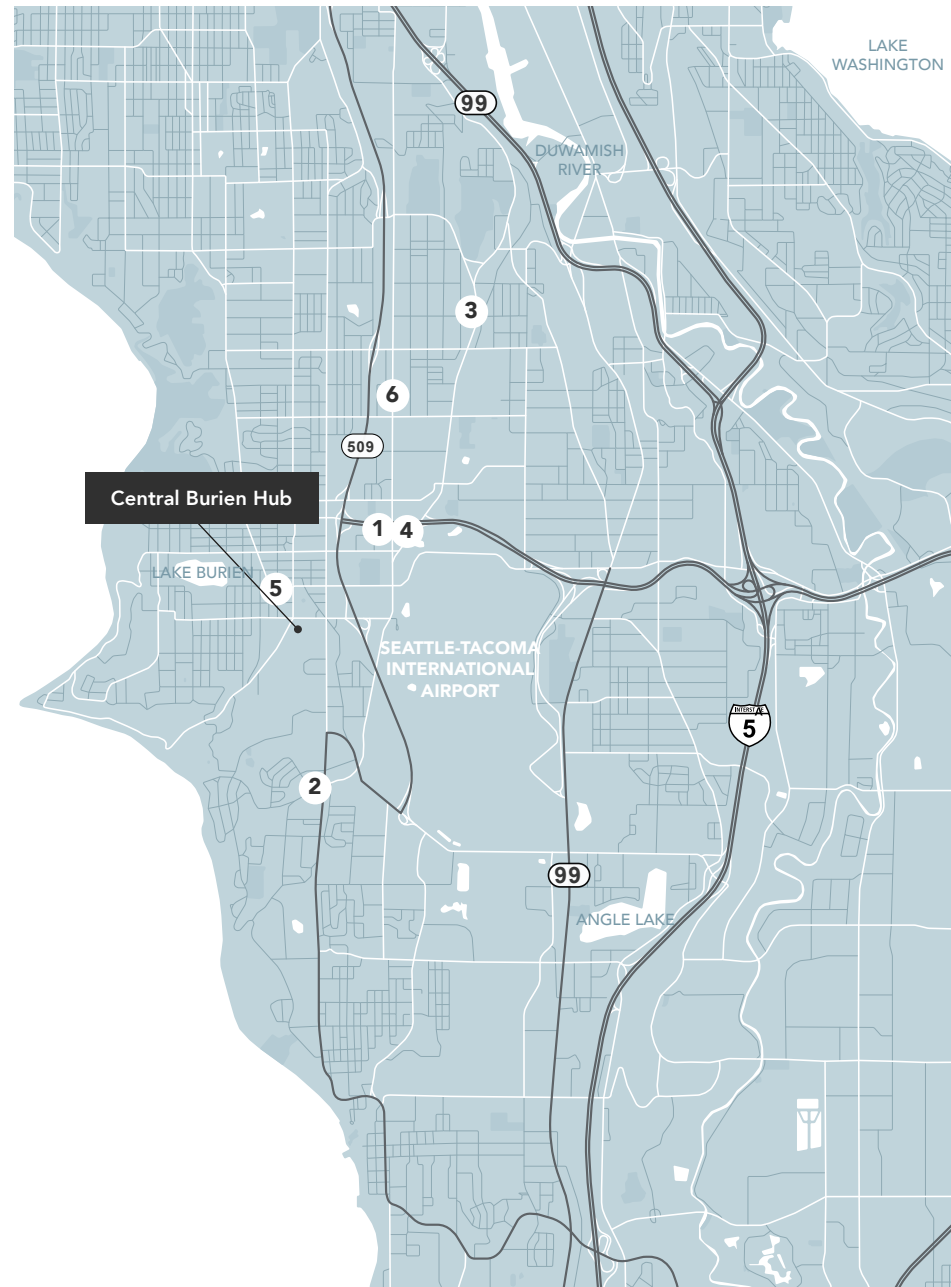 LAKE
WASHINGTON
99
DUWAMISH
RIVER
3
6
509
Central Burien Hub
1
4
LAKE BURIEN
5
SEATTLE-TACOMA
INTERNATIONAL
AIRPORT
INTERSTATE
5
2
99
ANGLE LAKE